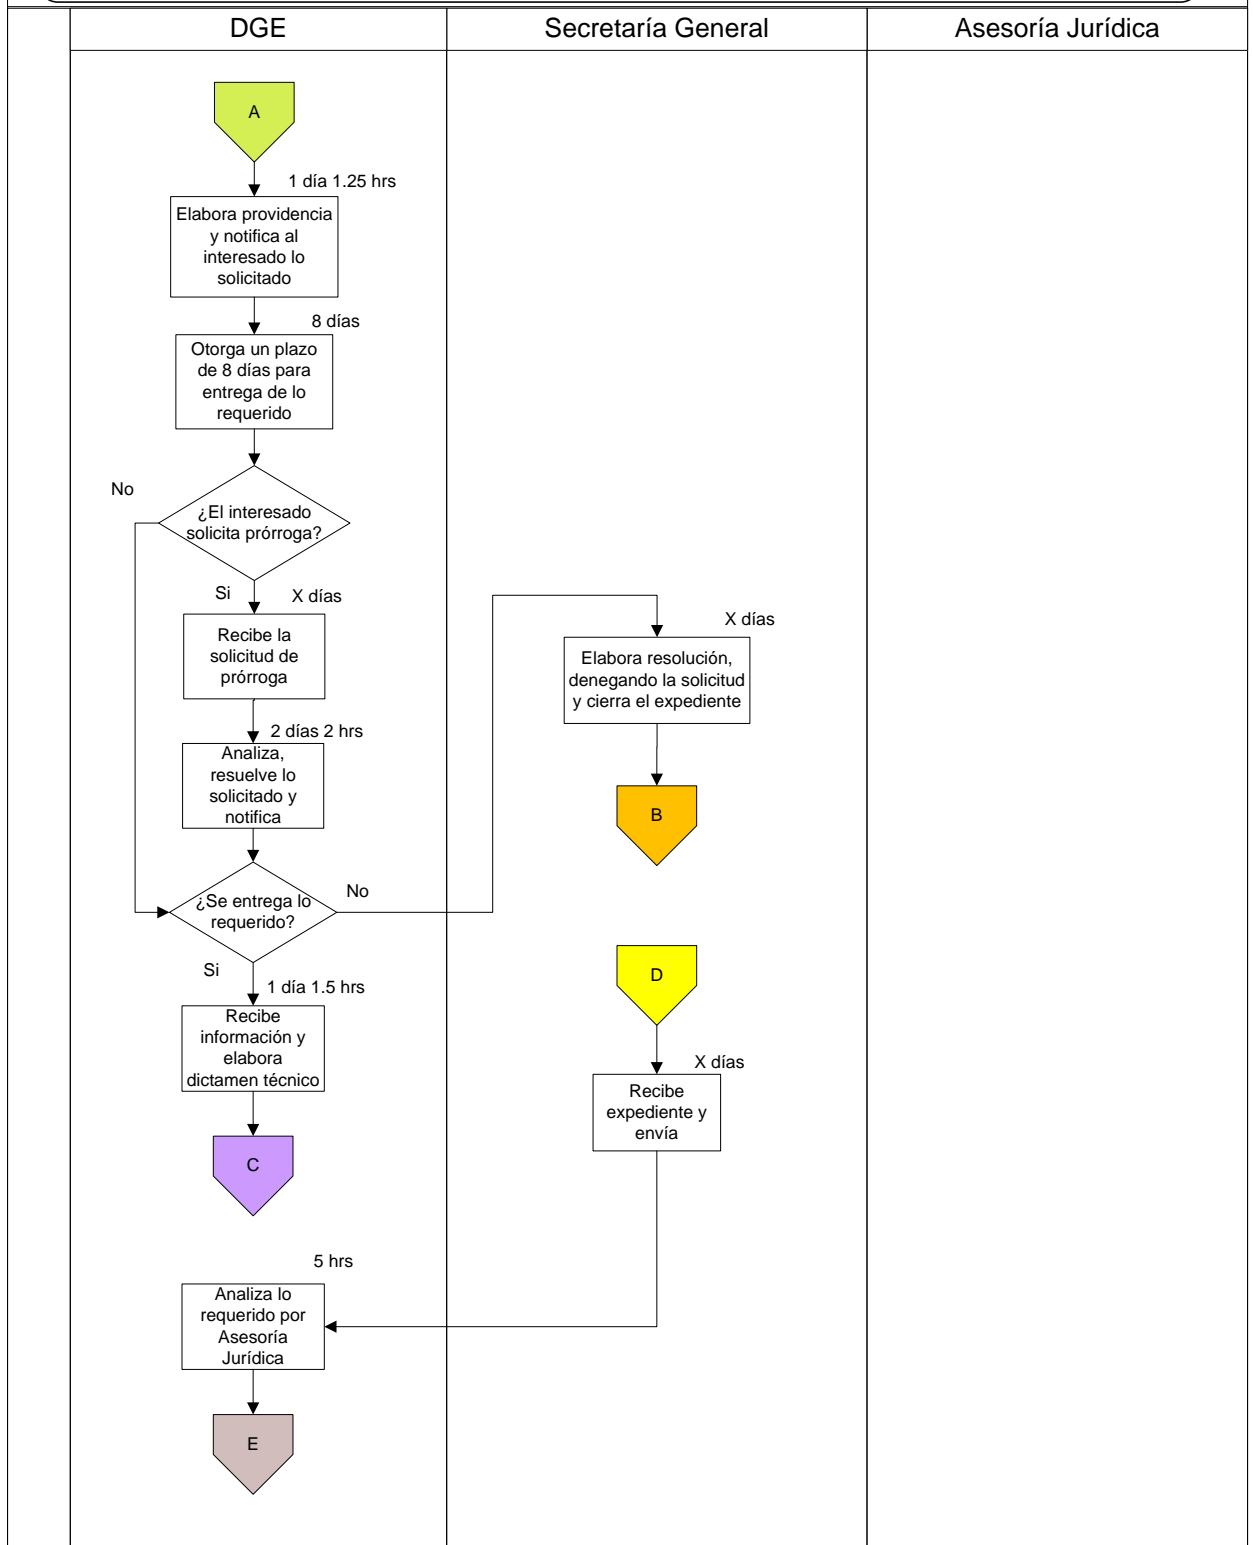 DGE
Secretaría General
Asesoría Jurídica
A
1 día 1.25 hrs
Elabora providencia
y notifica al
interesado lo
solicitado
8 días
Otorga un plazo
de 8 días para
entrega de lo
requerido
No
¿El interesado
solicita prórroga?
Si
X días
Recibe la
solicitud de
prórroga
2 días 2 hrs
Analiza,
resuelve lo
solicitado y
notifica
¿Se entrega lo
requerido?
No
Si
1 día 1.5 hrs
Recibe
información y
elabora
dictamen técnico
C
X días
Elabora resolución,
denegando la solicitud
y cierra el expediente
B
D
X días
Recibe
expediente y
envía
5 hrs
Analiza lo
requerido por
Asesoría
Jurídica
E